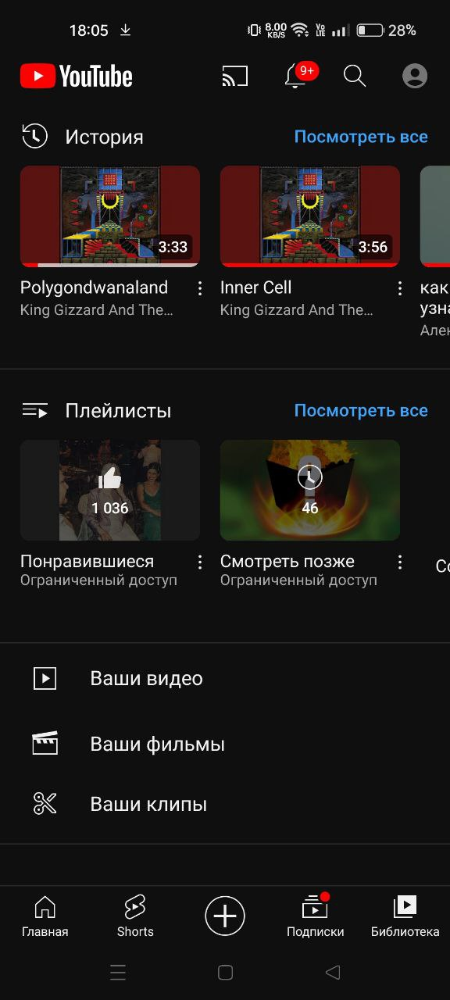 18:05
8.00
KB/S
Vo
LTE
28%
YouTube
9+
История
Посмотреть все
3:33
3:56
Polygondwanaland
Inner Cell
как
King Gizzard And The…
King Gizzard And The…
узна
Алек
Плейлисты
Посмотреть все
1 036
46
Понравившиеся
Смотреть позже
Ограниченный доступ
Ограниченный доступ
Со
Ваши видео
Ваши фильмы
Ваши клипы
Главная
Shorts
Подписки
Библиотека